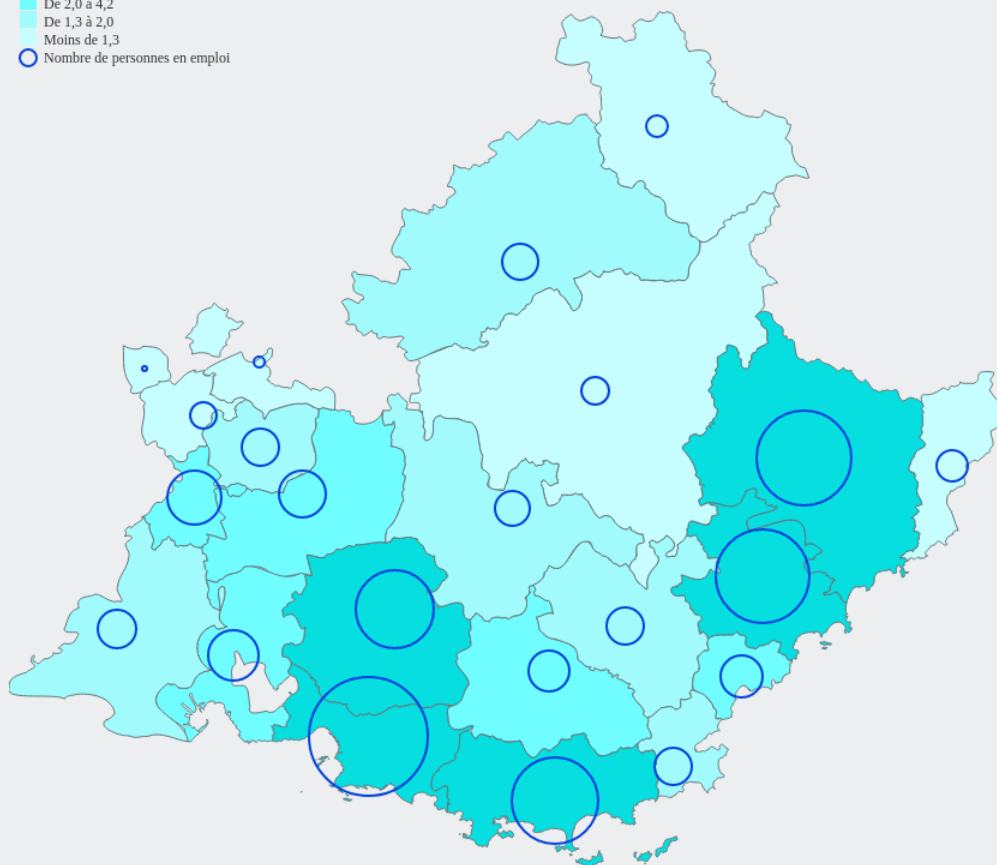 De 2,0 à 4,2
De 1,3 à 2,0
Moins de 1,3
Nombre de personnes en emploi